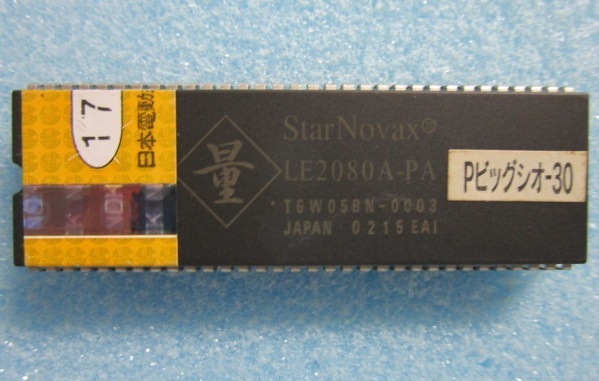 17
日本電動
量
StarNovax®
LE2080A-PA
T6W05BN-0003
JAPAN 0215EAI
Pビッグシオ-30